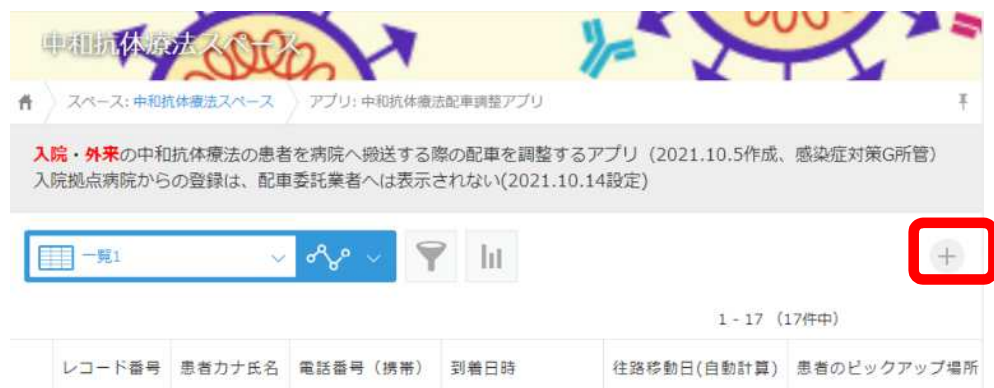 中和抗体療法スペース
スペース: 中和抗体療法スペース アプリ: 中和抗体療法配車調整アプリ
入院・外来の中和抗体療法の患者を病院へ搬送する際の配車を調整するアプリ（2021.10.5作成、感染症対策G所管）
入院拠点病院からの登録は、配車委託業者へは表示されない(2021.10.14設定)
一覧1
1 - 17 （17件中）
レコード番号 患者カナ氏名 電話番号（携帯） 到着日時 往路移動日(自動計算) 患者のピックアップ場所